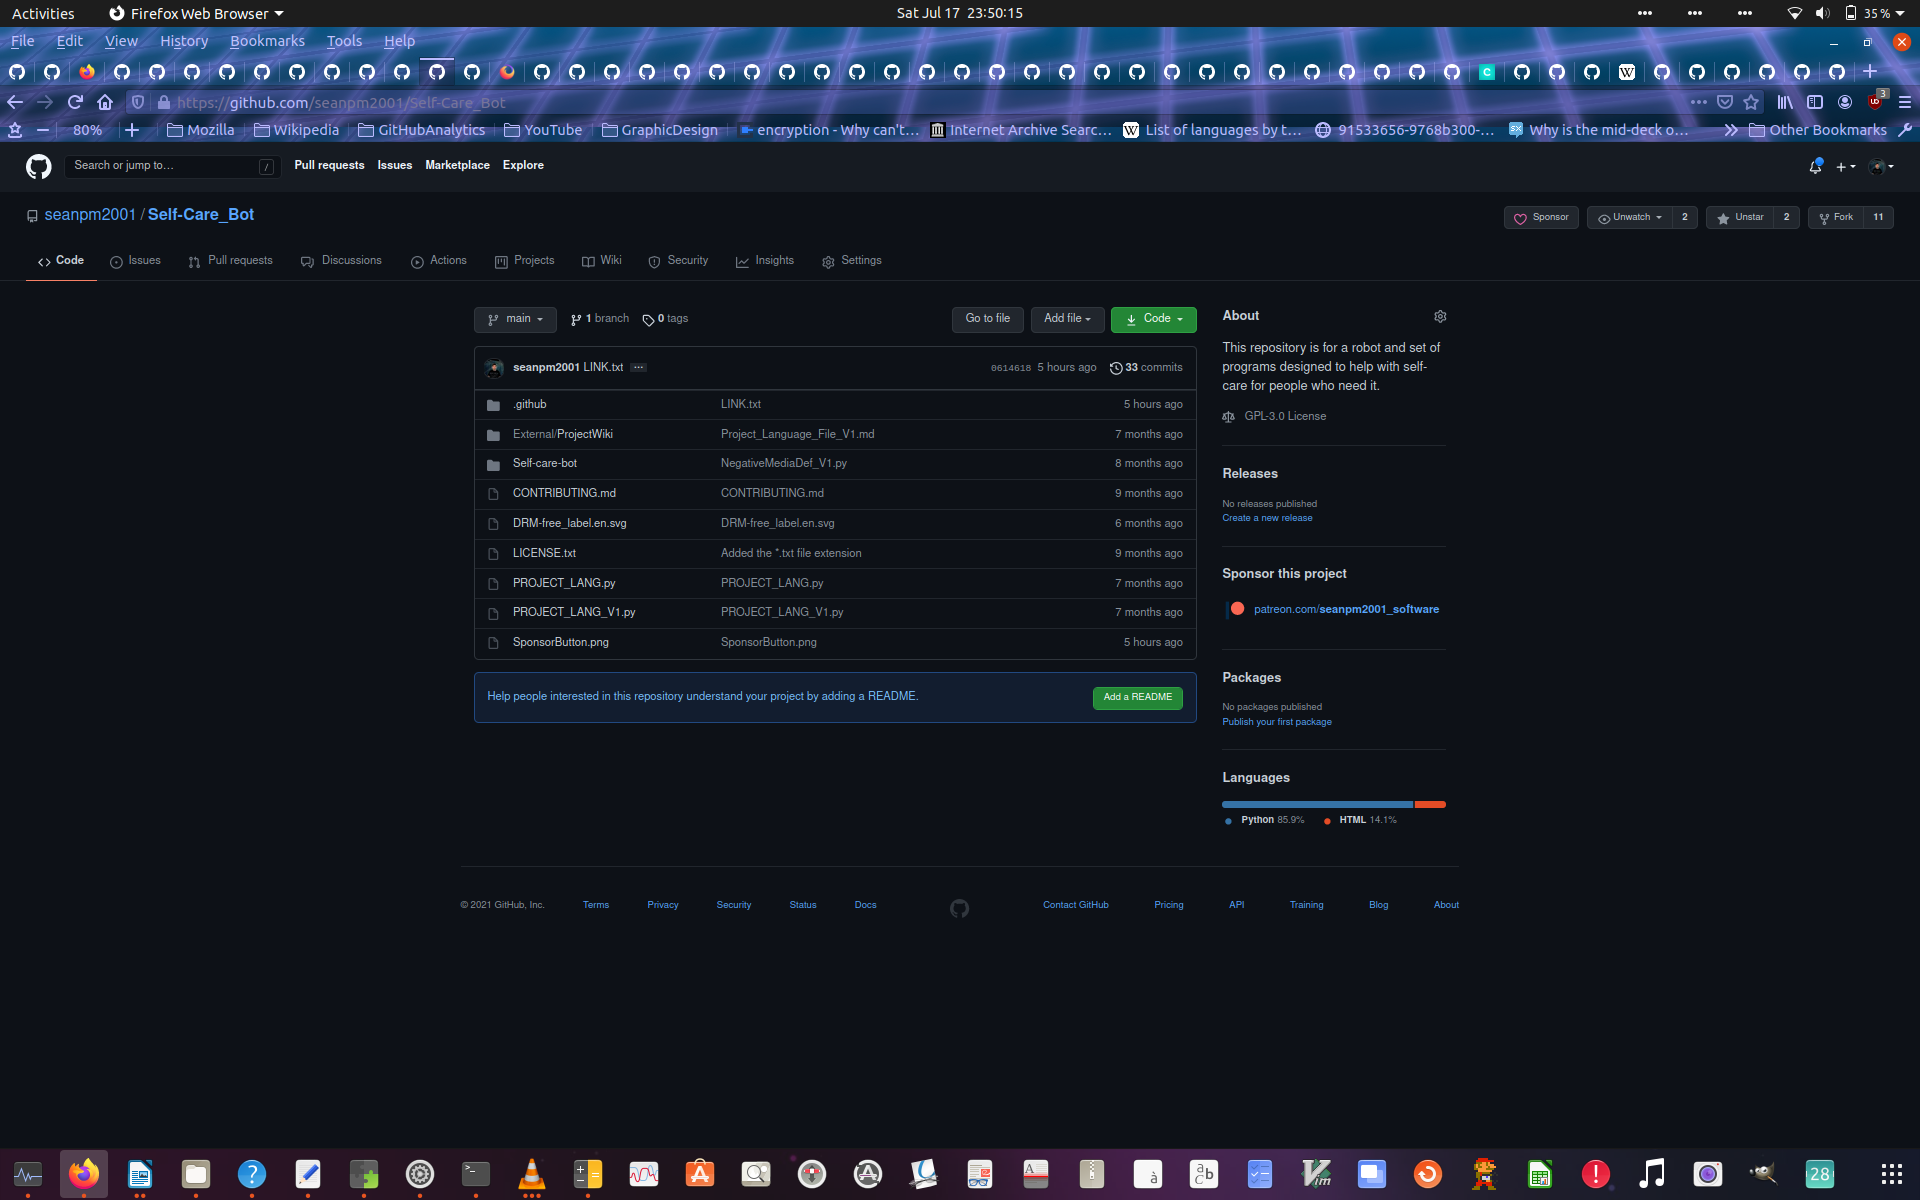 Activities Firefox Web Browser Sat Jul 17 23:50:15 35%
File Edit View History Bookmarks Tools Help
https://github.com/seanpm2001/Self-Care_Bot 3
80% Mozilla Wikipedia GitHubAnalytics YouTube GraphicDesign encryption - Why can't... Internet Archive Searc... List of languages by t... 91533656-9768b300-... Why is the mid-deck o... Other Bookmarks
Search or jump to... / Pull requests Issues Marketplace Explore
seanpm2001 / Self-Care_Bot Sponsor Unwatch 2 Unstar 2 Fork 11
Code Issues Pull requests Discussions Actions Projects Wiki Security Insights Settings
main 1 branch 0 tags Go to file Add file Code
seanpm2001 LINK.txt ... 0614618 5 hours ago 33 commits
.github LINK.txt 5 hours ago
External/ProjectWiki Project_Language_File_V1.md 7 months ago
Self-care-bot NegativeMediaDef_V1.py 8 months ago
CONTRIBUTING.md CONTRIBUTING.md 9 months ago
DRM-free_label.en.svg DRM-free_label.en.svg 6 months ago
LICENSE.txt Added the *.txt file extension 9 months ago
PROJECT_LANG.py PROJECT_LANG.py 7 months ago
PROJECT_LANG_V1.py PROJECT_LANG_V1.py 7 months ago
SponsorButton.png SponsorButton.png 5 hours ago
Help people interested in this repository understand your project by adding a README. Add a README
About
This repository is for a robot and set of
programs designed to help with self-
care for people who need it.
GPL-3.0 License
Releases
No releases published
Create a new release
Sponsor this project
patreon.com/seanpm2001_software
Packages
No packages published
Publish your first package
Languages
Python 85.9% HTML 14.1%
© 2021 GitHub, Inc. Terms Privacy Security Status Docs Contact GitHub Pricing API Training Blog About
28